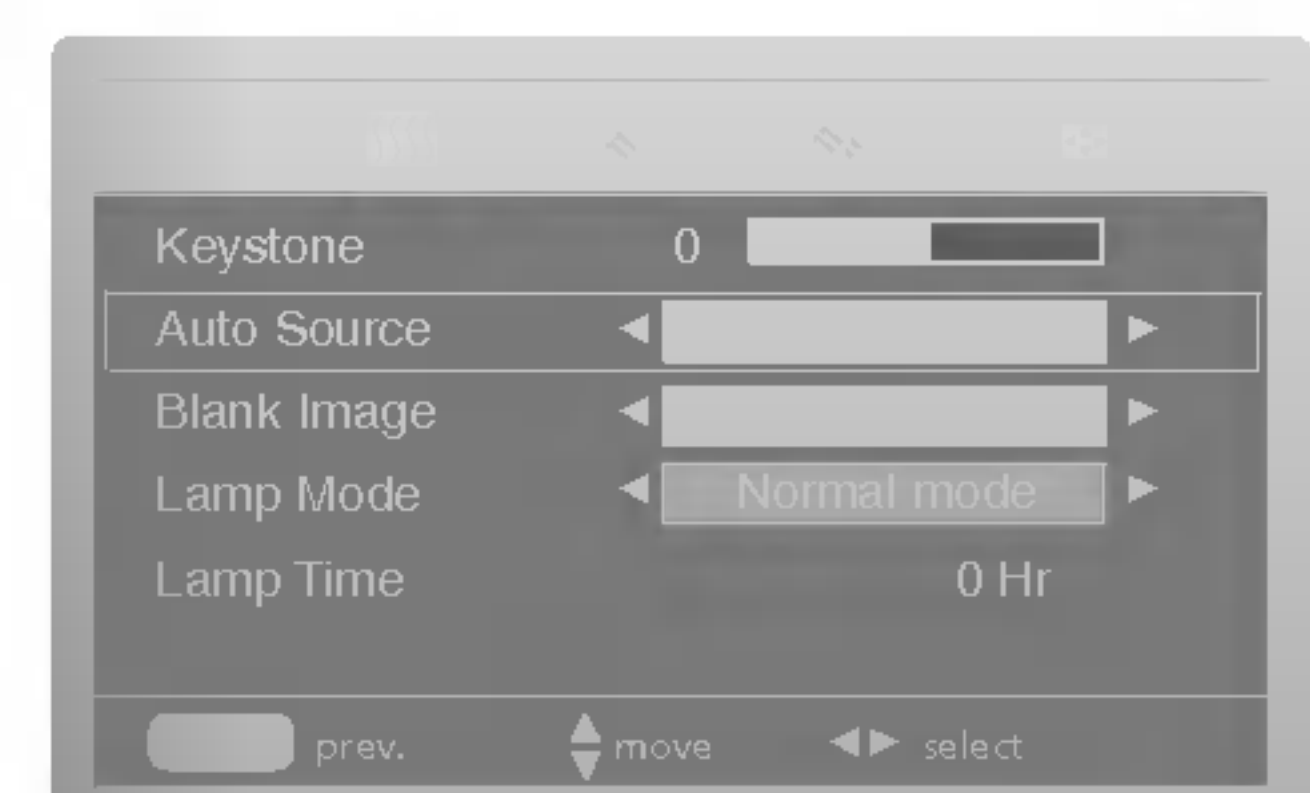 Keystone 0
Auto Source
Blank Image
Lamp Mode Normal mode
Lamp Time 0 Hr
prev. move select